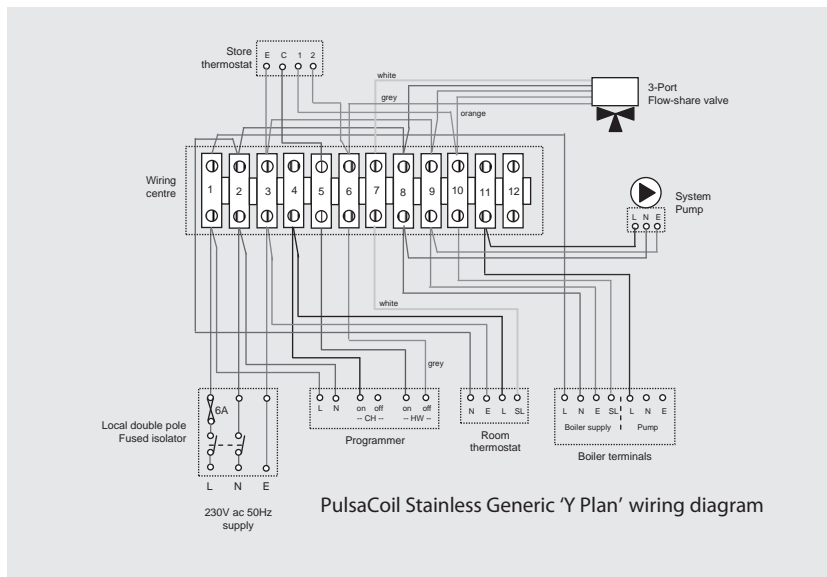 Store
thermostat
E C 1 2
white
grey
orange
3-Port
Flow-share valve
Wiring
centre
1 2 3 4 5 6 7 8 9 10 11 12
System
Pump
L N E
white
grey
6A
Local double pole
Fused isolator
L N E
230V ac 50Hz
supply
L N on off on off
-- CH -- -- HW --
Programmer
N E L SL
Room
thermostat
L N E SL L N E
Boiler supply Pump
Boiler terminals
PulsaCoil Stainless Generic ‘Y Plan’ wiring diagram